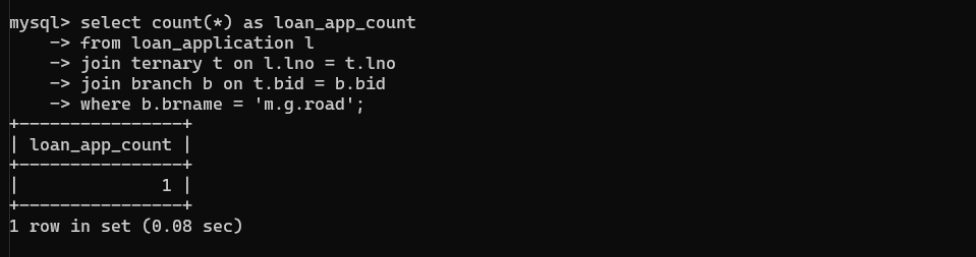 mysql> select count(*) as loan_app_count
    -> from loan_application l
    -> join ternary t on l.lno = t.lno
    -> join branch b on t.bid = b.bid
    -> where b.brname = 'm.g.road';
+----------------+
| loan_app_count |
+----------------+
|              1 |
+----------------+
1 row in set (0.08 sec)